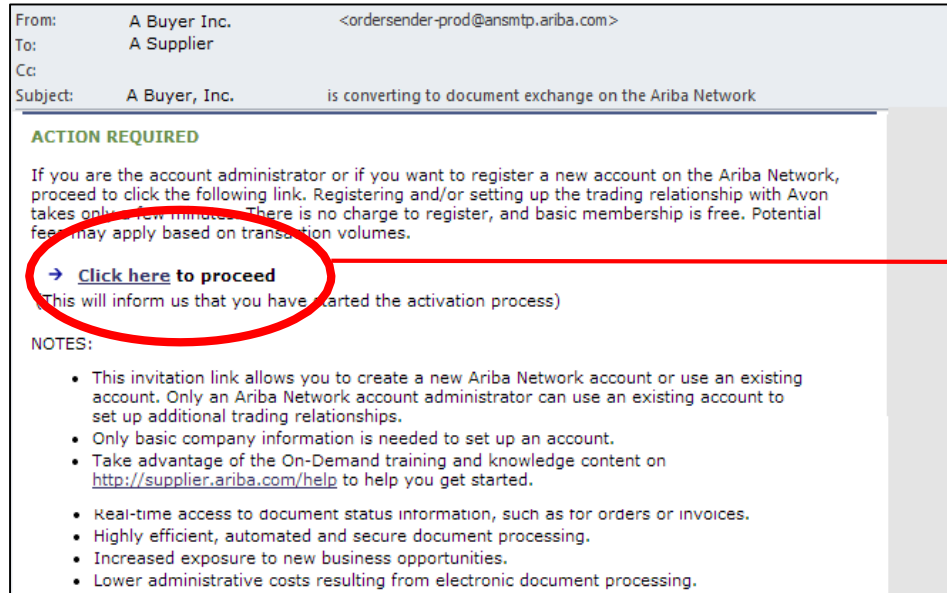 From: A Buyer Inc. <ordersender-prod@ansmtp.ariba.com>
To: A Supplier
Cc:
Subject: A Buyer, Inc. is converting to document exchange on the Ariba Network
ACTION REQUIRED
If you are the account administrator or if you want to register a new account on the Ariba Network,
proceed to click the following link. Registering and/or setting up the trading relationship with Avon
takes only a few minutes. There is no charge to register, and basic membership is free. Potential
fees may apply based on transaction volumes.
→ Click here to proceed
(This will inform us that you have started the activation process)
NOTES:
• This invitation link allows you to create a new Ariba Network account or use an existing
account. Only an Ariba Network account administrator can use an existing account to
set up additional trading relationships.
• Only basic company information is needed to set up an account.
• Take advantage of the On-Demand training and knowledge content on
http://supplier.ariba.com/help to help you get started.
• Real-time access to document status information, such as for orders or invoices.
• Highly efficient, automated and secure document processing.
• Increased exposure to new business opportunities.
• Lower administrative costs resulting from electronic document processing.